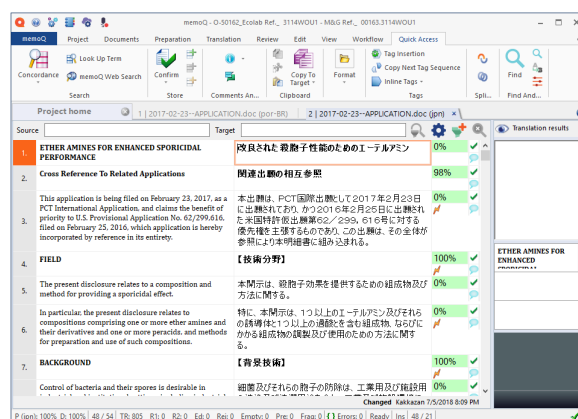 memoQ - O-50162_Ecolab Ref._ 3114WOU1 - M&G Ref._ 00163.3114WOU1
memoQ Project Documents Preparation Translation Review Edit View Workflow Quick Access
Concordance
Look Up Term
memoQ Web Search
Search
Confirm
Store
Comments An...
Copy To Target
Clipboard
Format
Tag Insertion
Copy Next Tag Sequence
Inline Tags
Tags
Spli...
Find
Find And...
Project home
1 | 2017-02-23--APPLICATION.doc (por-BR)
2 | 2017-02-23--APPLICATION.doc (jpn)
Source
Target
Translation results
1. ETHER AMINES FOR ENHANCED SPORICIDAL
PERFORMANCE
改良された殺胞子性能のためのエーテルアミン
0%
2. Cross Reference To Related Applications
関連出願の相互参照
98%
3. This application is being filed on February 23, 2017, as a
PCT International Application, and claims the benefit of
priority to U.S. Provisional Application No. 62/299,616,
filed on February 25, 2016, which application is hereby
incorporated by reference in its entirety.
本出願は、PCT国際出願として2017年2月23日
に出願されており、かつ2016年2月25日に出願され
た米国特許仮出願第62／299，616号に対する
優先権を主張するものであり、この出願は、その全体が
参照により本明細書に組み込まれる。
0%
4. FIELD
【技術分野】
100%
5. The present disclosure relates to a composition and
method for providing a sporicidal effect.
本開示は、殺胞子効果を提供するための組成物及び
方法に関する。
0%
6. In particular, the present disclosure relates to
compositions comprising one or more ether amines and
their derivatives and one or more peracids, and methods
for preparation and use of such compositions.
特に、本開示は、1つ以上のエーテルアミン及びそれら
の誘導体と1つ以上の過酸とを含む組成物、ならびに
かかる組成物の調製及び使用のための方法に関す
る。
0%
7. BACKGROUND
【背景技術】
100%
Control of bacteria and their spores is desirable in
細菌及びそれらの胞子の防除は、工業用及び施設用
0%
ETHER AMINES FOR
ENHANCED
SPORICIDAL
Changed Kakkazan 7/5/2018 8:09 PM
P (jpn): 100% D: 100% 48 / 54 TR: 805 R1: 0 R2: 0 Ed: 0 Rej: 0 Empty: 0 Pre: 0 Frag: 0 Errors: 0 Ready Ins 48 / 21